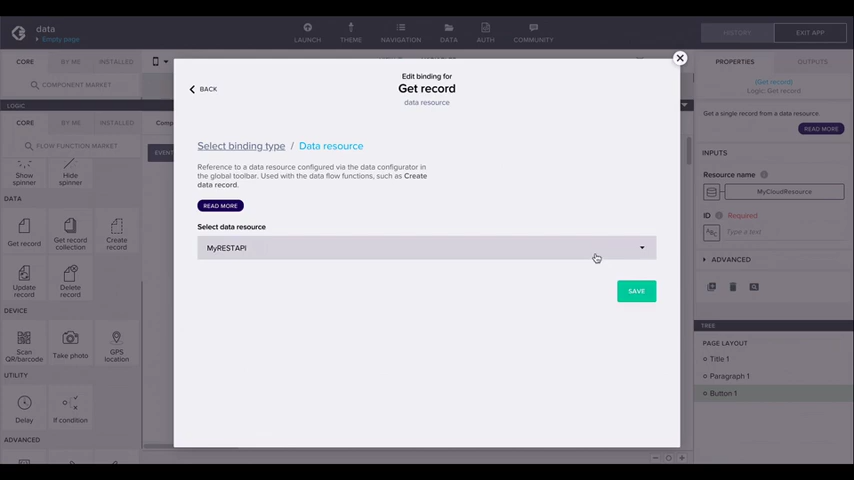 data
Empty page
LAUNCH
THEME
NAVIGATION
DATA
AUTH
COMMUNITY
HISTORY
EXIT APP
CORE
BY ME
INSTALLED
COMPONENT MARKET
LOGIC
CORE
BY ME
INSTALLED
FLOW FUNCTION MARKET
Show
spinner
Hide
spinner
DATA
Get record
Get record
collection
Create
record
Update
record
Delete
record
DEVICE
Scan
QR/barcode
Take photo
GPS
location
UTILITY
Delay
If condition
ADVANCED
BACK
Edit binding for
Get record
data resource
Select binding type / Data resource
Reference to a data resource configured via the data configurator in
the global toolbar. Used with the data flow functions, such as Create
data record.
READ MORE
Select data resource
MyRESTAPI
SAVE
PROPERTIES
OUTPUTS
(Get record)
Logic, Get record
Get a single record from a data resource.
READ MORE
INPUTS
Resource name
MyCloudResource
ID
Required
Type a text
ADVANCED
TREE
PAGE LAYOUT
Title 1
Paragraph 1
Button 1